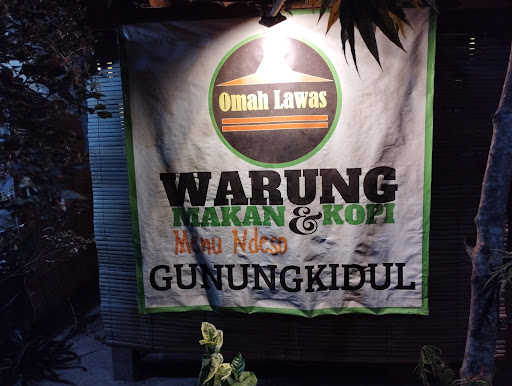 Omah Lawas
WARUNG
MAKAN & KOPI
Menu Ndeso
GUNUNGKIDUL